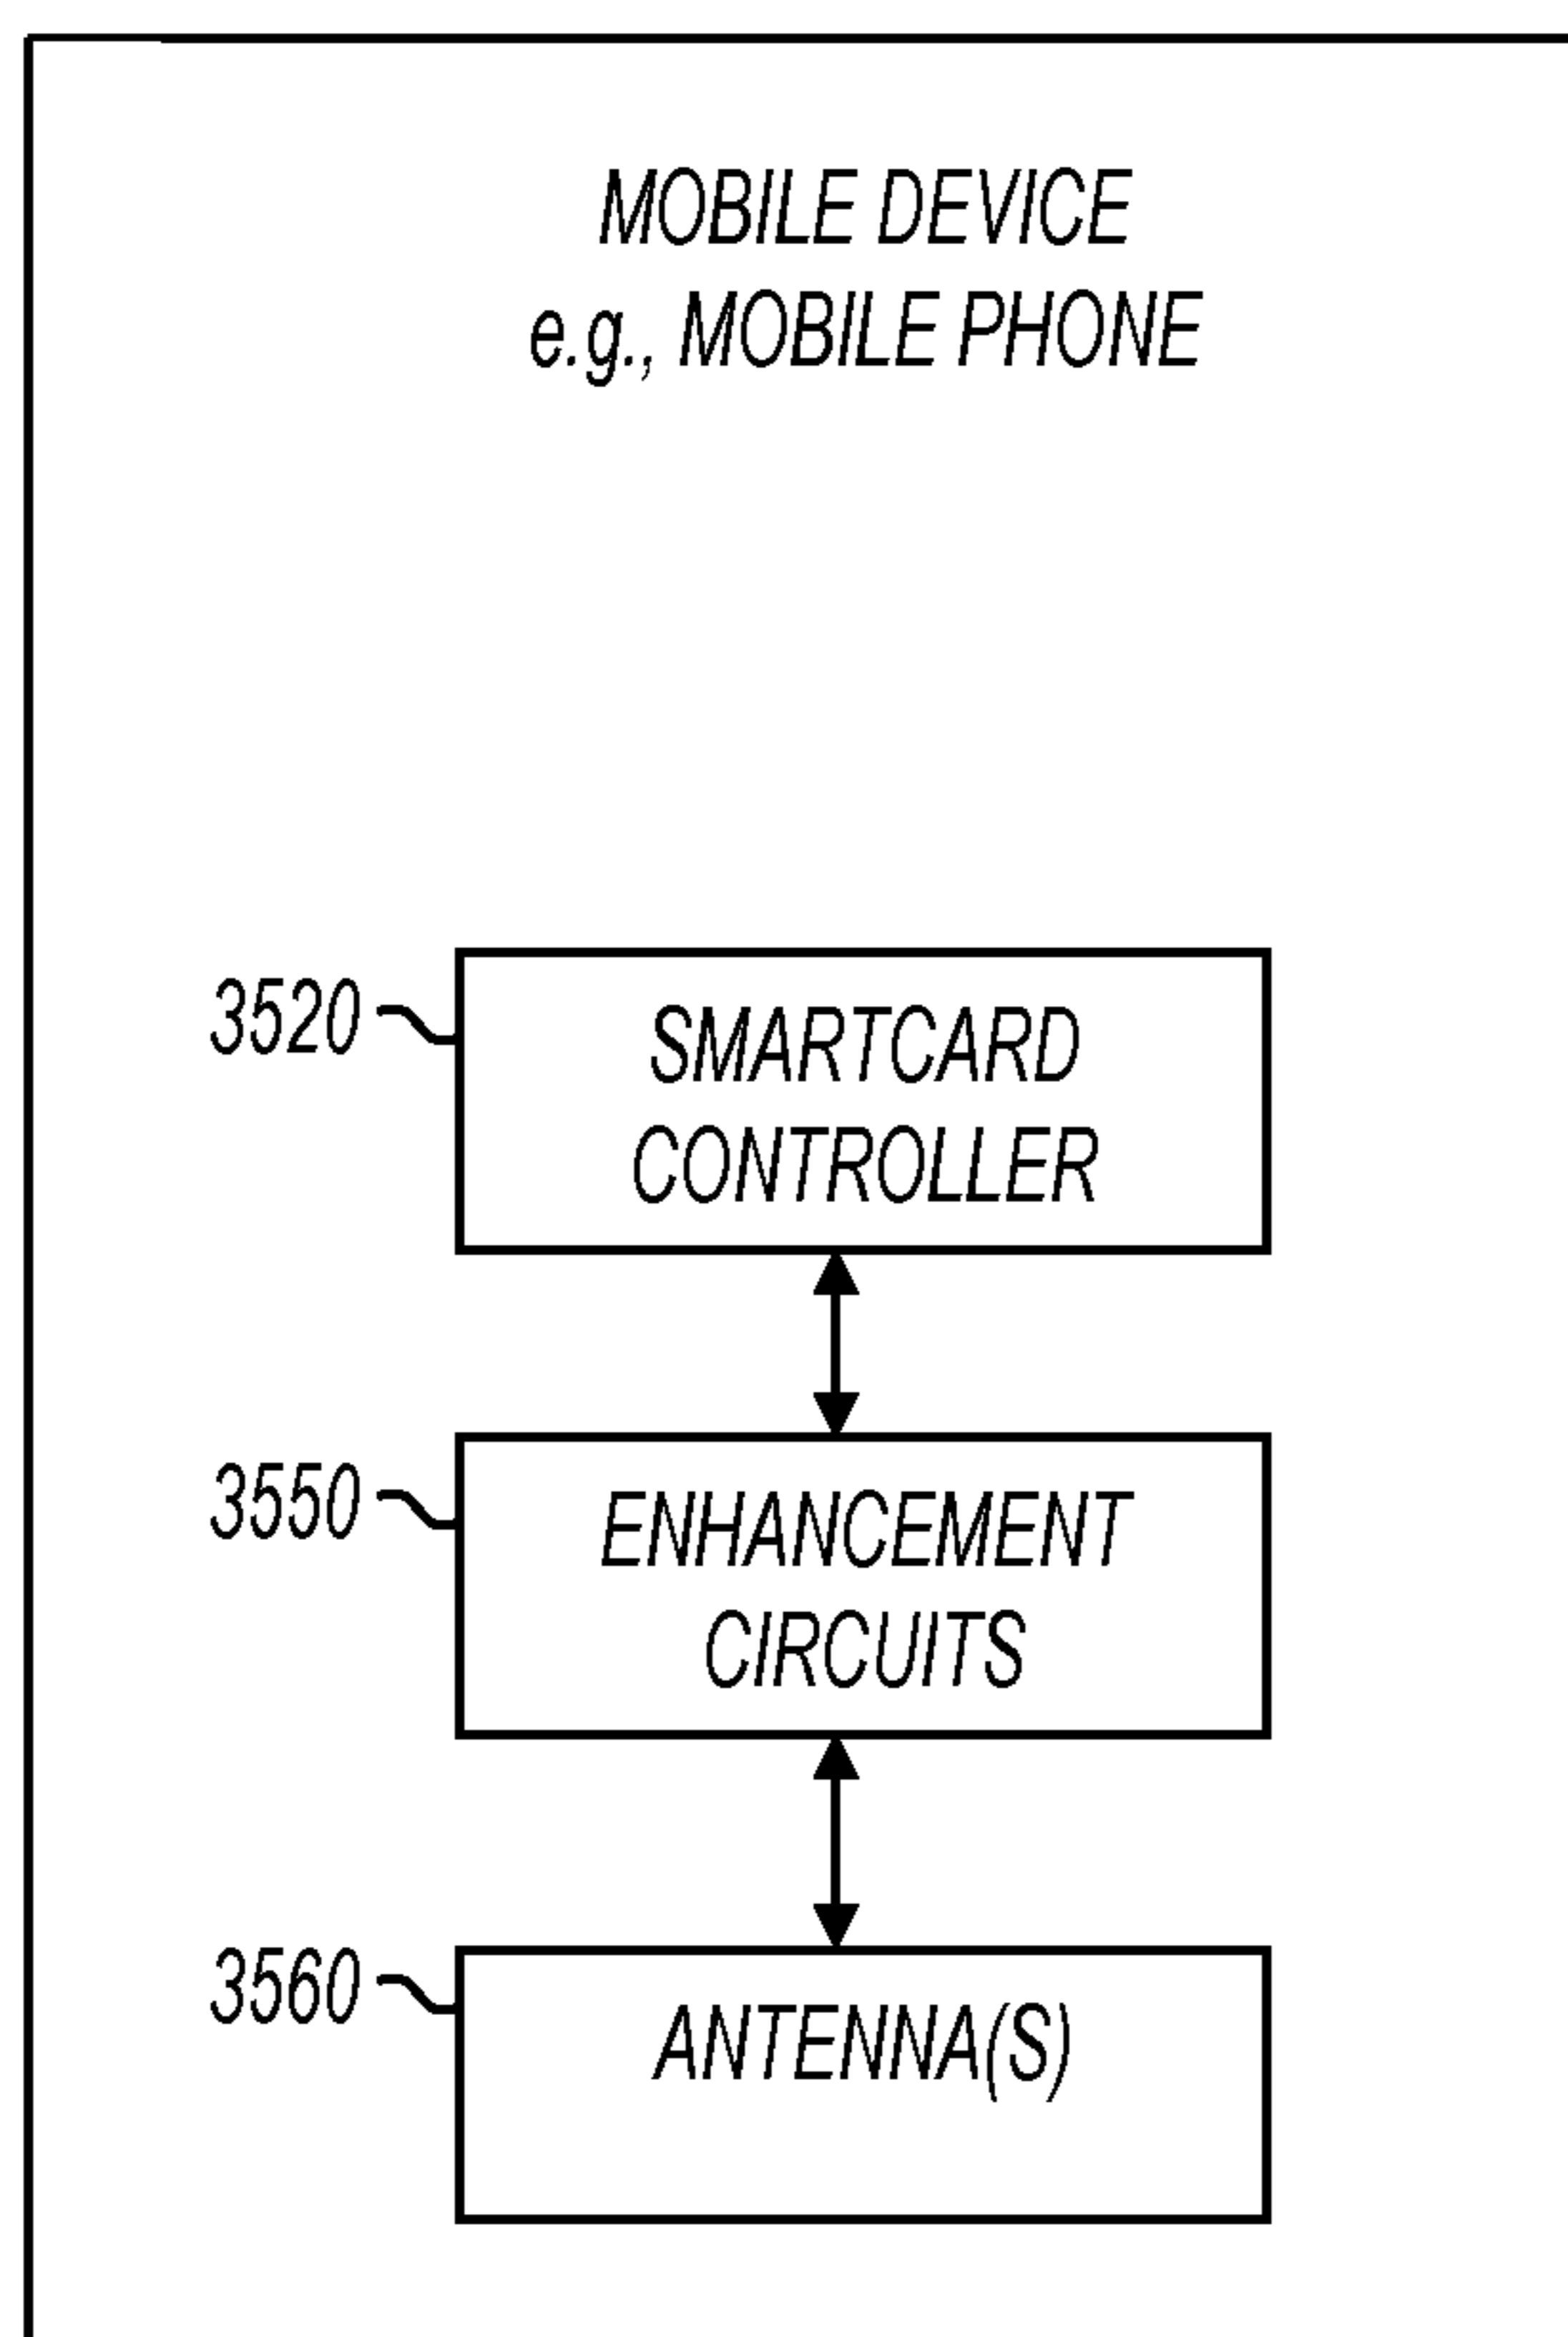 MOBILE DEVICE
e.g., MOBILE PHONE
3520
SMARTCARD
CONTROLLER
3550
ENHANCEMENT
CIRCUITS
3560
ANTENNA(S)